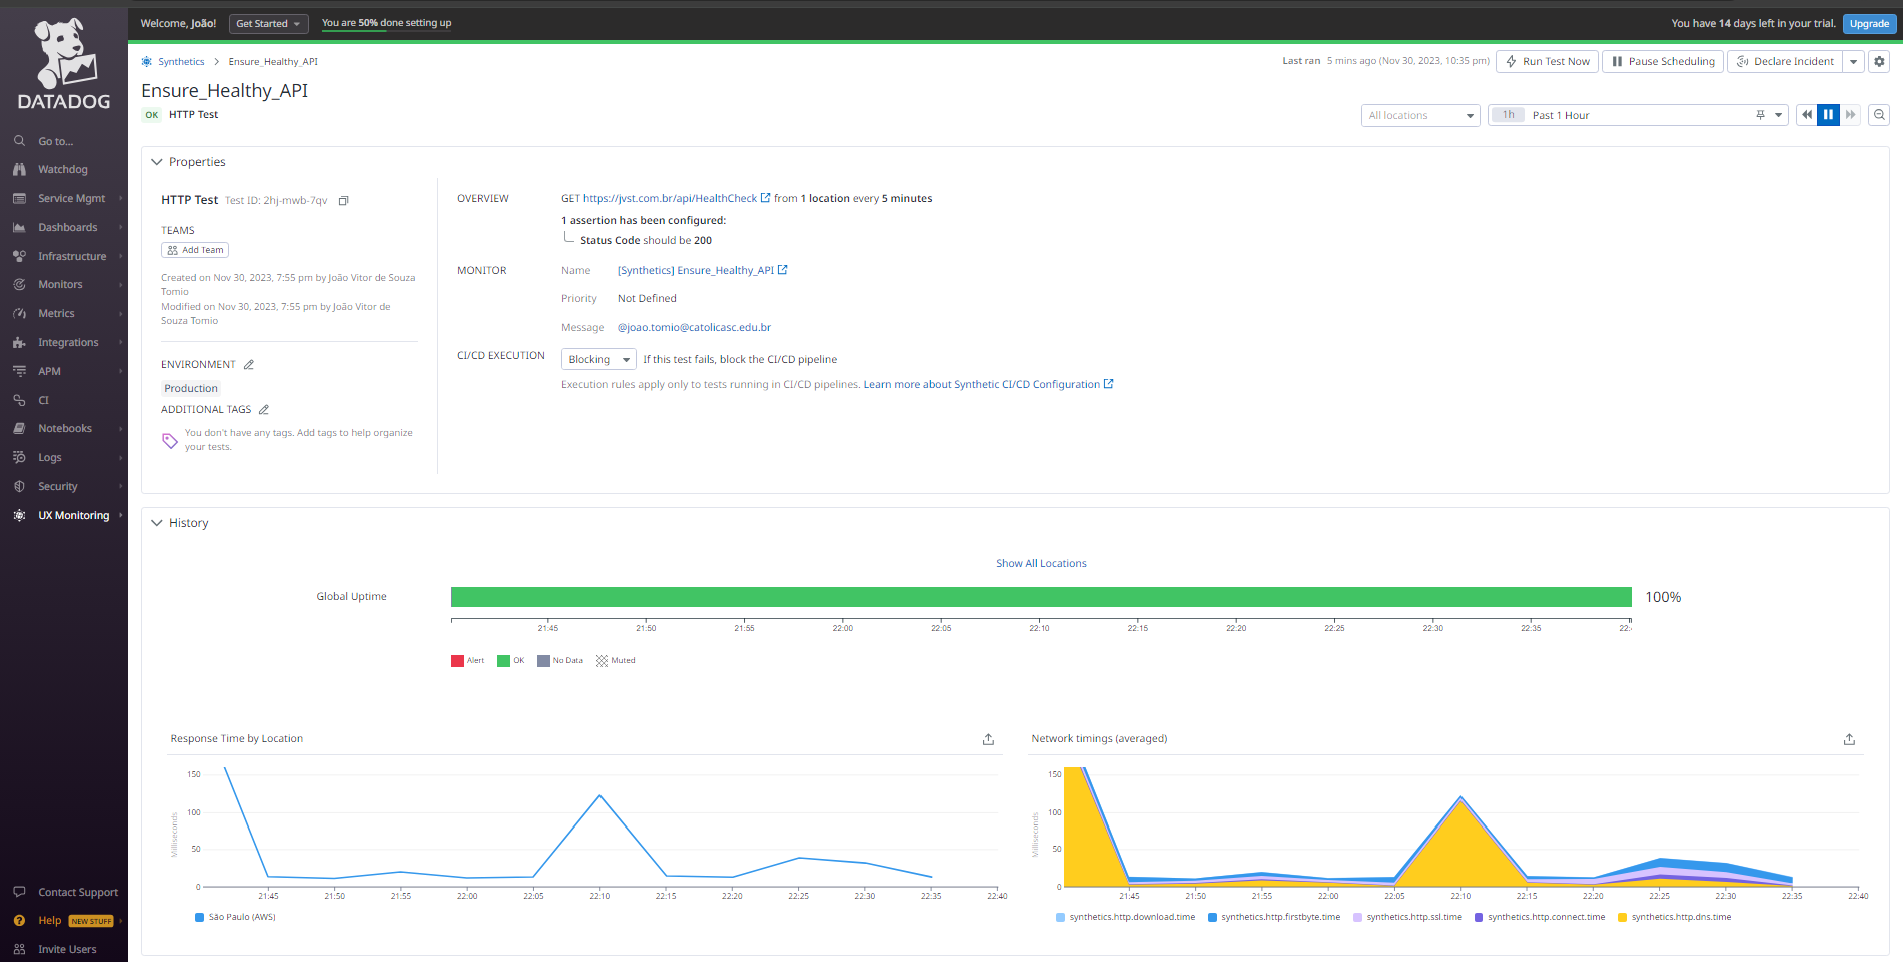 Welcome, João!
Get Started
You are 50% done setting up
You have 14 days left in your trial.
Upgrade
DATADOG
Go to...
Watchdog
Service Mgmt
Dashboards
Infrastructure
Monitors
Metrics
Integrations
APM
CI
Notebooks
Logs
Security
UX Monitoring
Contact Support
Help NEW STUFF
Invite Users
Synthetics > Ensure_Healthy_API
Last ran 5 mins ago (Nov 30, 2023, 10:35 pm)
Run Test Now
Pause Scheduling
Declare Incident
Ensure_Healthy_API
OK HTTP Test
All locations
1h Past 1 Hour
Properties
HTTP Test Test ID: 2hj-mwb-7qv
TEAMS
Add Team
Created on Nov 30, 2023, 7:55 pm by João Vitor de Souza
Tomio
Modified on Nov 30, 2023, 7:55 pm by João Vitor de
Souza Tomio
ENVIRONMENT
Production
ADDITIONAL TAGS
You don't have any tags. Add tags to help organize
your tests.
OVERVIEW
GET https://jvst.com.br/api/HealthCheck from 1 location every 5 minutes
1 assertion has been configured:
Status Code should be 200
MONITOR
Name [Synthetics] Ensure_Healthy_API
Priority Not Defined
Message @joao.tomio@catolicasc.edu.br
CI/CD EXECUTION
Blocking If this test fails, block the CI/CD pipeline
Execution rules apply only to tests running in CI/CD pipelines. Learn more about Synthetic CI/CD Configuration
History
Show All Locations
Global Uptime 100%
21:45 21:50 21:55 22:00 22:05 22:10 22:15 22:20 22:25 22:30 22:35 22:
Alert OK No Data Muted
Response Time by Location
Milliseconds
150
100
50
0
21:45 21:50 21:55 22:00 22:05 22:10 22:15 22:20 22:25 22:30 22:35 22:40
São Paulo (AWS)
Network timings (averaged)
Milliseconds
150
100
50
0
21:45 21:50 21:55 22:00 22:05 22:10 22:15 22:20 22:25 22:30 22:35 22:40
synthetics.http.download.time synthetics.http.firstbyte.time synthetics.http.ssl.time synthetics.http.connect.time synthetics.http.dns.time